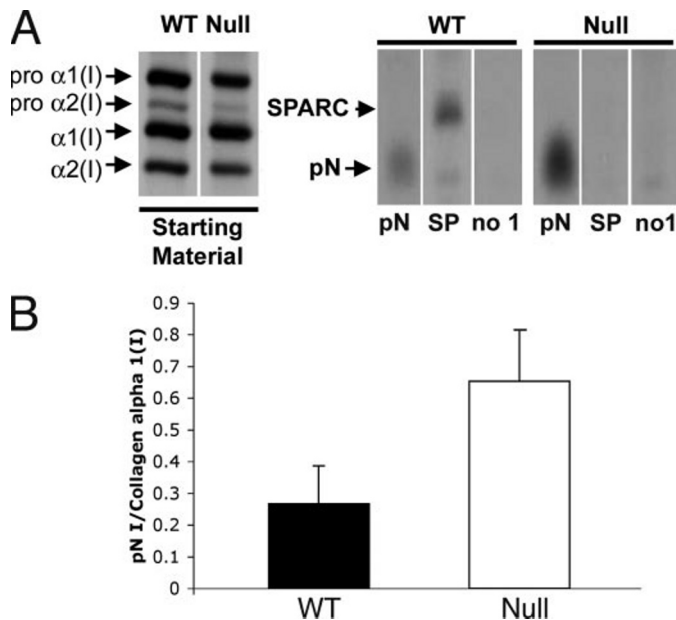 A
WT Null
pro α1(I)
pro α2(I)
α1(I)
α2(I)
Starting
Material
WT
Null
SPARC
pN
pN SP no 1
pN SP no1
B
pN I/Collagen alpha 1(I)
0.9
0.8
0.7
0.6
0.5
0.4
0.3
0.2
0.1
0
WT
Null